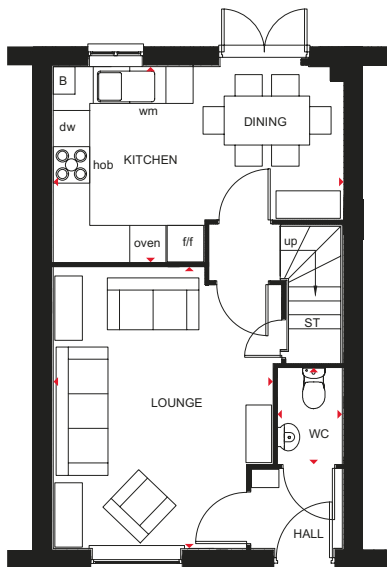 B
wm
dw
DINING
KITCHEN
hob
oven
f/f
up
ST
LOUNGE
WC
HALL